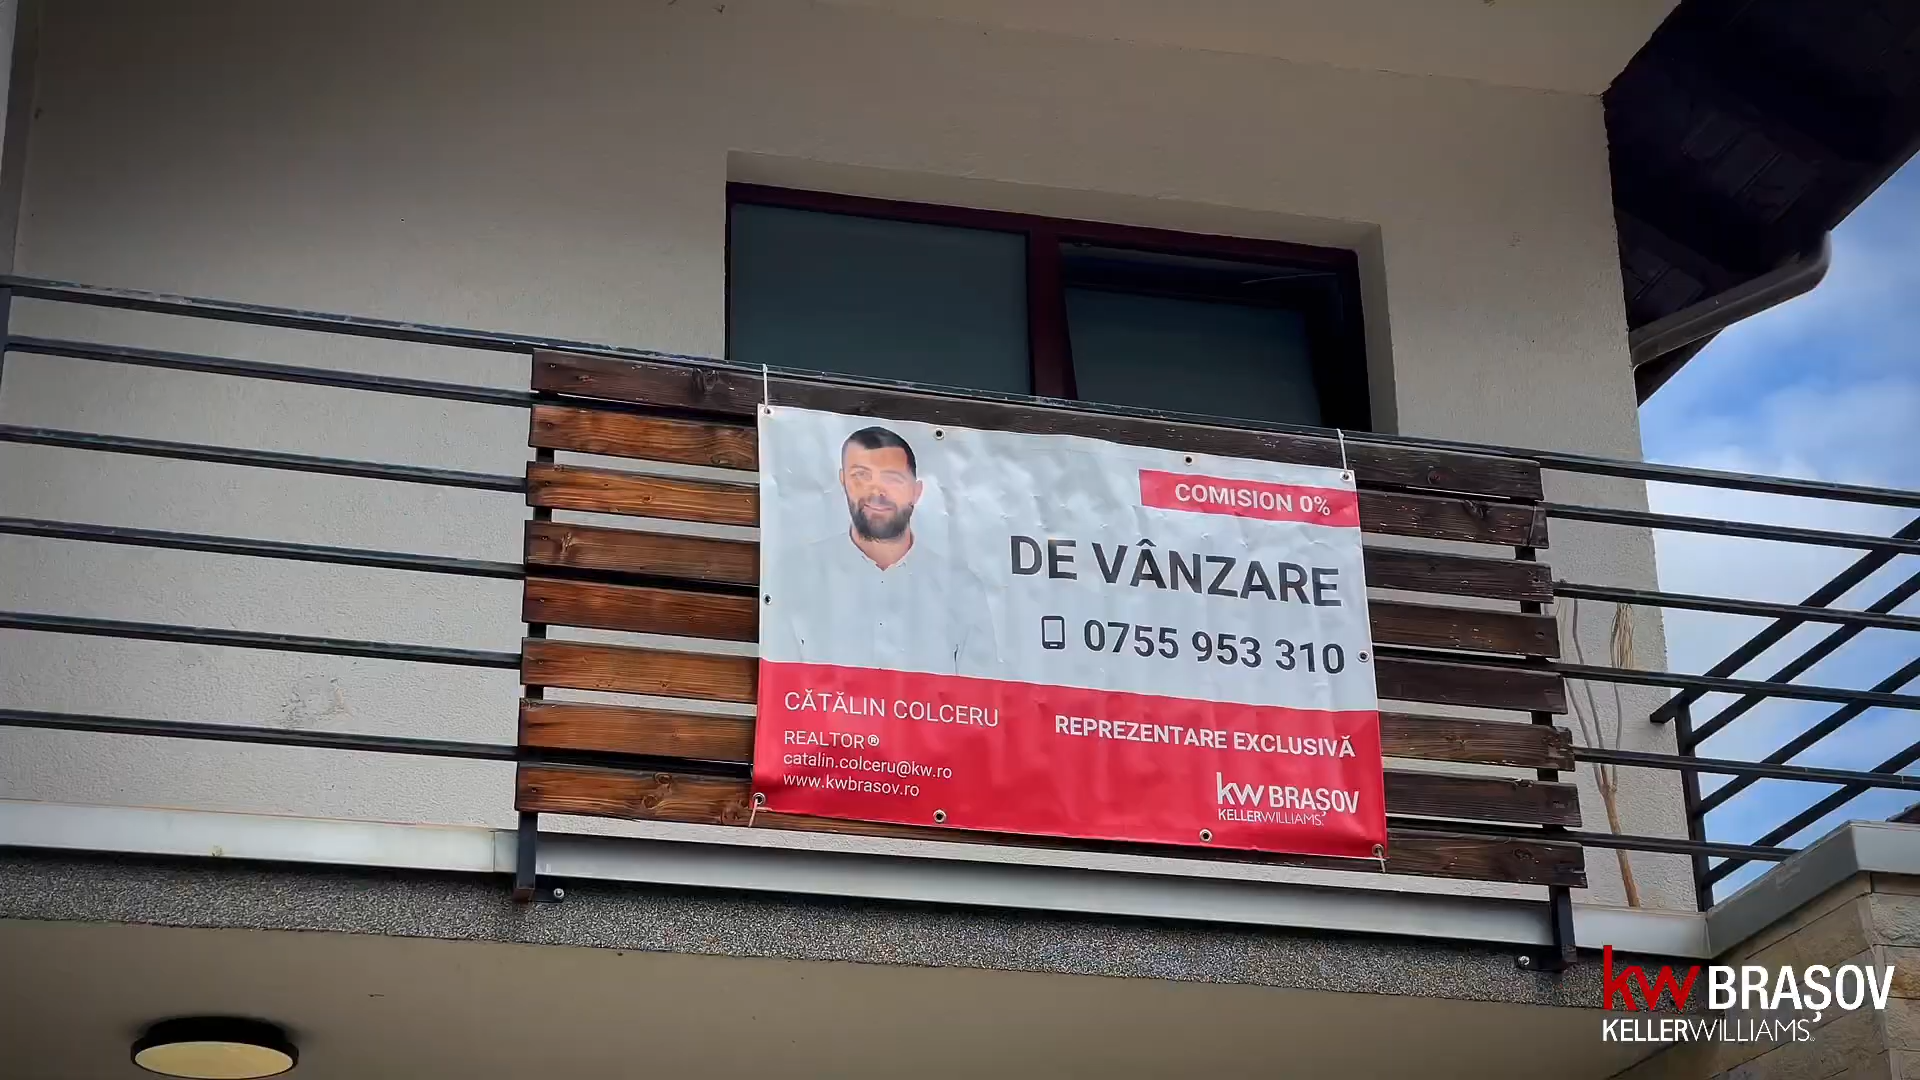 COMISION 0%
DE VÂNZARE
0755 953 310
CĂTĂLIN COLCERU
REALTOR®
catalin.colceru@kw.ro
www.kwbrasov.ro
REPREZENTARE EXCLUSIVĂ
kw BRAȘOV
KELLERWILLIAMS.
kw BRAȘOV
KELLERWILLIAMS.